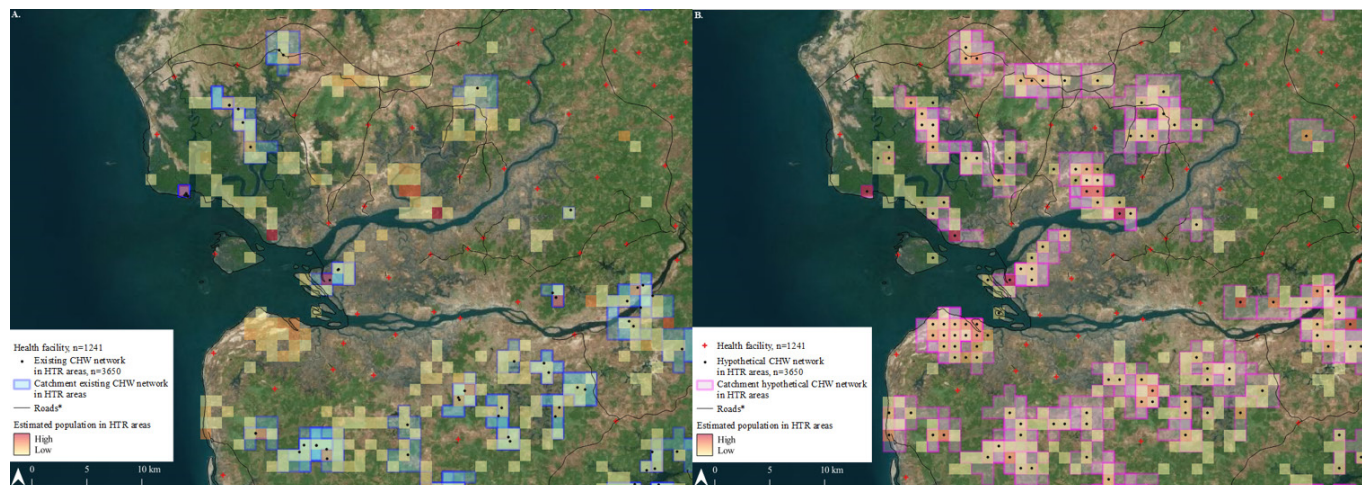 A.
Health facility, n=1241
Existing CHW network
in HTR areas, n=3650
Catchment existing CHW network
in HTR areas
Roads*
Estimated population in HTR areas
High
Low
0 5 10 km
B.
Health facility, n=1241
Hypothetical CHW network
in HTR areas, n=3650
Catchment hypothetical CHW network
in HTR areas
Roads*
Estimated population in HTR areas
High
Low
0 5 10 km